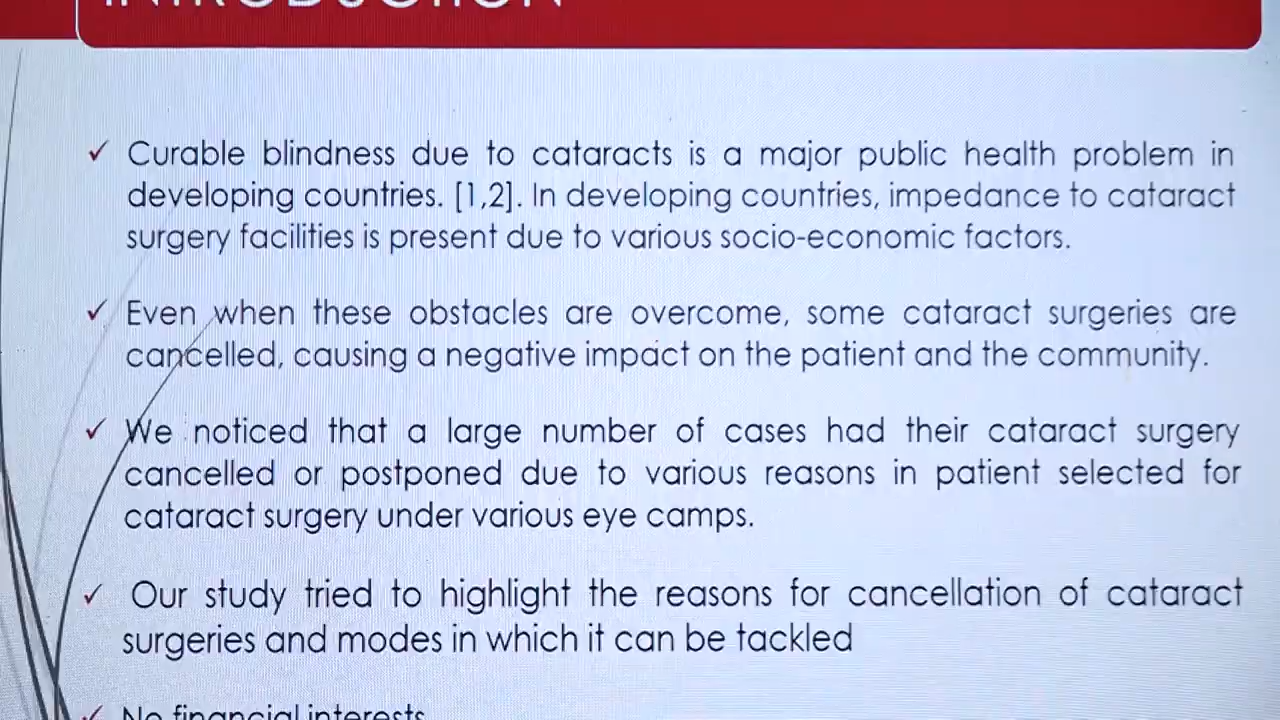 INTRODUCTION
Curable blindness due to cataracts is a major public health problem in
developing countries. [1,2]. In developing countries, impedance to cataract
surgery facilities is present due to various socio-economic factors.
Even when these obstacles are overcome, some cataract surgeries are
cancelled, causing a negative impact on the patient and the community.
We noticed that a large number of cases had their cataract surgery
cancelled or postponed due to various reasons in patient selected for
cataract surgery under various eye camps.
Our study tried to highlight the reasons for cancellation of cataract
surgeries and modes in which it can be tackled
No financial interests